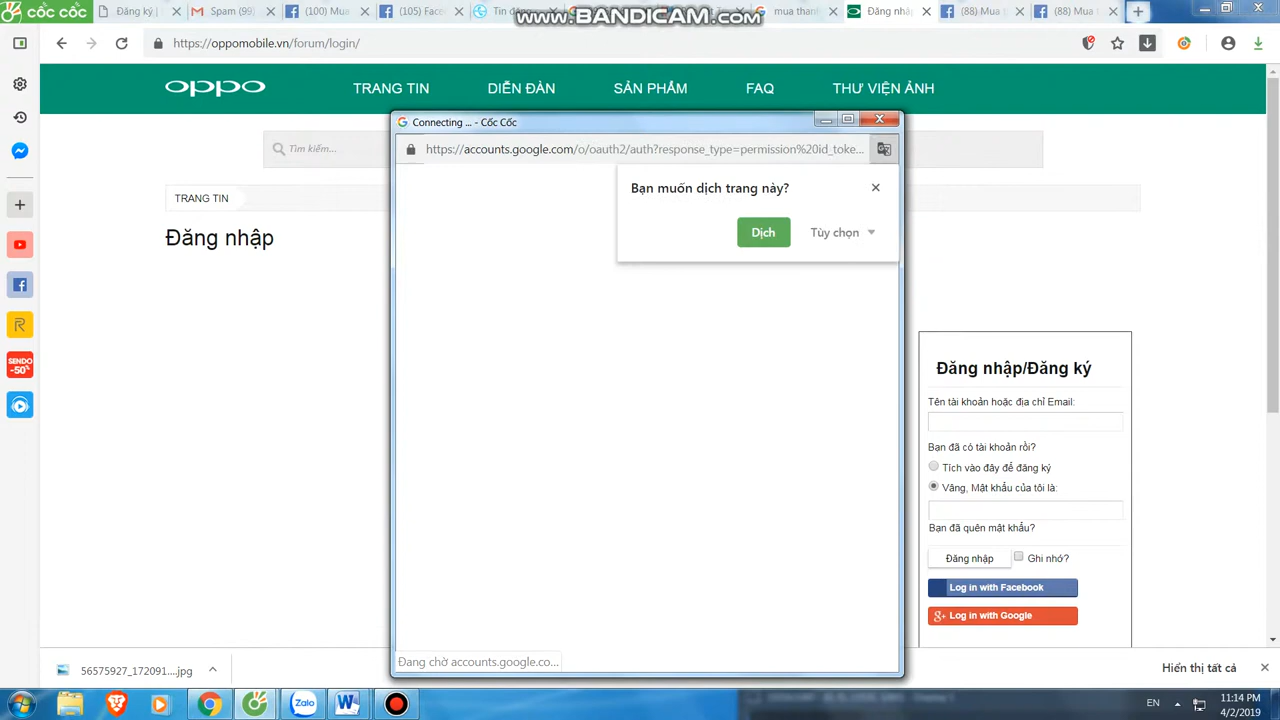 cốc cốc
Đăng ký
Spam (99)
(100) Mua
(105) Face
Tin đăng
mua thanh
Đăng nhập
(88) Mua
(88) Mua
www.BANDICAM.com
https://oppomobile.vn/forum/login/
oppo
TRANG TIN
DIỄN ĐÀN
SẢN PHẨM
FAQ
THƯ VIỆN ẢNH
Tìm kiếm...
TRANG TIN
Đăng nhập
Connecting ... - Cốc Cốc
https://accounts.google.com/o/oauth2/auth?response_type=permission%20id_toke...
Bạn muốn dịch trang này?
Dịch
Tùy chọn
Đang chờ accounts.google.co...
Đăng nhập/Đăng ký
Tên tài khoản hoặc địa chỉ Email:
Bạn đã có tài khoản rồi?
Tích vào đây để đăng ký
Vâng, Mật khẩu của tôi là:
Bạn đã quên mật khẩu?
Đăng nhập
Ghi nhớ?
Log in with Facebook
g+ Log in with Google
SENDO
-50%
56575927_172091....jpg
Hiển thị tất cả
Zalo
EN
11:14 PM
4/2/2019